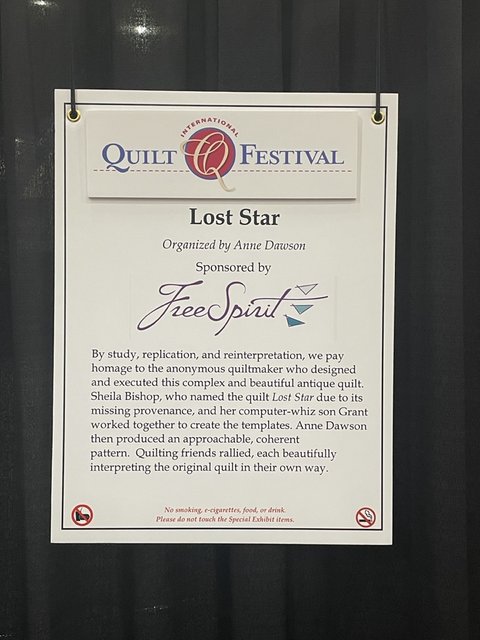 INTERNATIONAL
QUILT FESTIVAL
Lost Star
Organized by Anne Dawson
Sponsored by
FreeSpirit
By study, replication, and reinterpretation, we pay
homage to the anonymous quiltmaker who designed
and executed this complex and beautiful antique quilt.
Sheila Bishop, who named the quilt Lost Star due to its
missing provenance, and her computer-whiz son Grant
worked together to create the templates. Anne Dawson
then produced an approachable, coherent
pattern. Quilting friends rallied, each beautifully
interpreting the original quilt in their own way.
No smoking, e-cigarettes, food, or drink.
Please do not touch the Special Exhibit items.